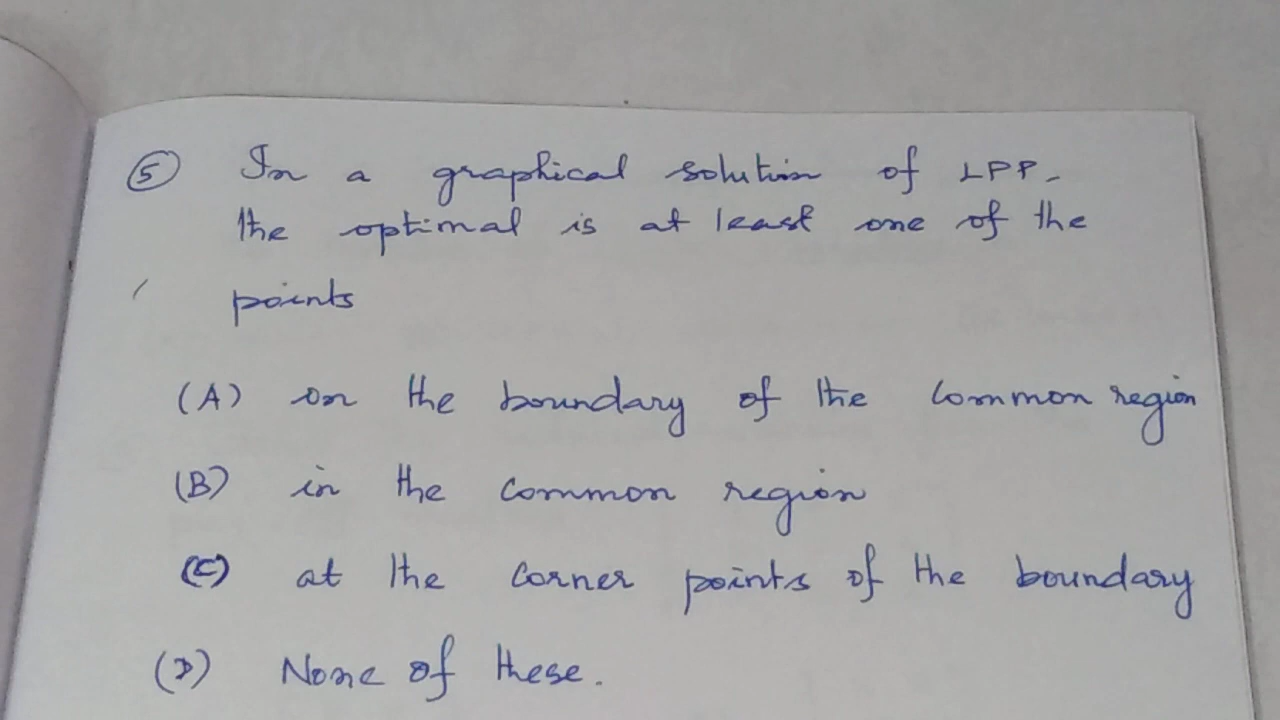 5 In a graphical solution of LPP.
the optimal is at least one of the
points
(A) on the boundary of the common region
(B) in the common region
(C) at the corner points of the boundary
(D) None of these.